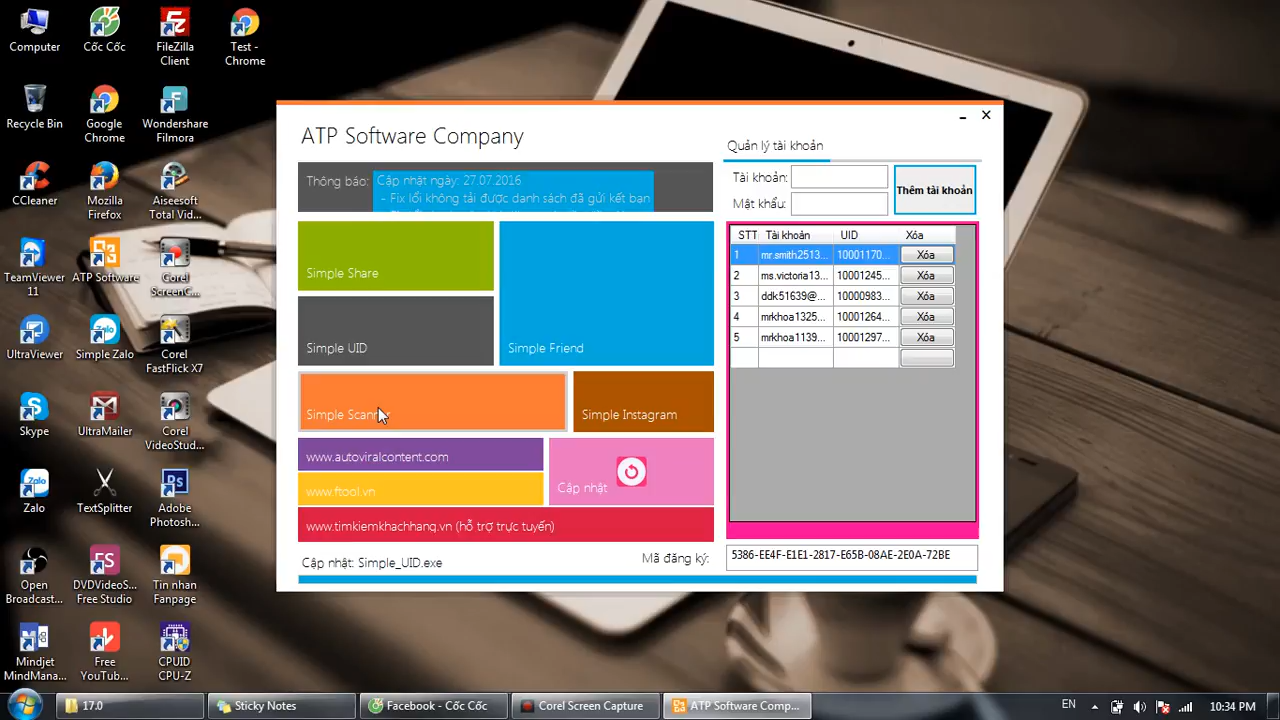 Computer
Cốc Cốc
FileZilla
Client
Test -
Chrome
Recycle Bin
Google
Chrome
Wondershare
Filmora
CCleaner
Mozilla
Firefox
Aiseesoft
Total Vid...
TeamViewer
11
ATP Software
Corel
ScreenC...
UltraViewer
Simple Zalo
Corel
FastFlick X7
Skype
UltraMailer
Corel
VideoStud...
Zalo
TextSplitter
Adobe
Photosh...
Open
Broadcast...
DVDVideoS...
Free Studio
Tin nhan
Fanpage
Mindjet
MindMana...
Free
YouTub...
CPUID
CPU-Z
ATP Software Company
Thông báo:
Cập nhật ngày: 27.07.2016
- Fix lỗi không tải được danh sách đã gửi kết bạn
Simple Share
Simple UID
Simple Friend
Simple Scanner
Simple Instagram
www.autoviralcontent.com
www.ftool.vn
Cập nhật
www.timkiemkhachhang.vn (hỗ trợ trực tuyến)
Cập nhật: Simple_UID.exe
Mã đăng ký:
5386-EE4F-E1E1-2817-E65B-08AE-2E0A-72BE
Quản lý tài khoản
Tài khoản:
Mật khẩu:
Thêm tài khoản
STT Tài khoản UID Xóa
1 mr.smith2513... 10001170... Xóa
2 ms.victoria13... 10001245... Xóa
3 ddk51639@... 10000983... Xóa
4 mrkhoa1325... 10001264... Xóa
5 mrkhoa1139... 10001297... Xóa
17.0
Sticky Notes
Facebook - Cốc Cốc
Corel Screen Capture
ATP Software Comp...
EN
10:34 PM